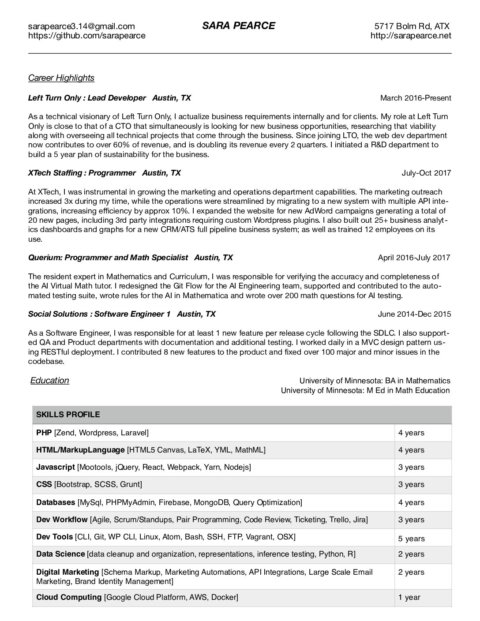 sarapearce3.14@gmail.com SARA PEARCE 5717 Bolm Rd, ATX
https://github.com/sarapearce http://sarapearce.net
Career Highlights
Left Turn Only : Lead Developer Austin, TX March 2016-Present
As a technical visionary of Left Turn Only, I actualize business requirements internally and for clients. My role at Left Turn
Only is close to that of a CTO that simultaneously is looking for new business opportunities, researching that viability
along with overseeing all technical projects that come through the business. Since joining LTO, the web dev department
now contributes to over 60% of revenue, and is doubling its revenue every 2 quarters. I initiated a R&D department to
build a 5 year plan of sustainability for the business.
XTech Staffing : Programmer Austin, TX July-Oct 2017
At XTech, I was instrumental in growing the marketing and operations department capabilities. The marketing outreach
increased 3x during my time, while the operations were streamlined by migrating to a new system with multiple API inte-
grations, increasing efficiency by approx 10%. I expanded the website for new AdWord campaigns generating a total of
20 new pages, including 3rd party integrations requiring custom Wordpress plugins. I also built out 25+ business analyt-
ics dashboards and graphs for a new CRM/ATS full pipeline business system; as well as trained 12 employees on its
use.
Querium: Programmer and Math Specialist Austin, TX April 2016-July 2017
The resident expert in Mathematics and Curriculum, I was responsible for verifying the accuracy and completeness of
the AI Virtual Math tutor. I redesigned the Git Flow for the AI Engineering team, supported and contributed to the auto-
mated testing suite, wrote rules for the AI in Mathematica and wrote over 200 math questions for AI testing.
Social Solutions : Software Engineer 1 Austin, TX June 2014-Dec 2015
As a Software Engineer, I was responsible for at least 1 new feature per release cycle following the SDLC. I also support-
ed QA and Product departments with documentation and additional testing. I worked daily in a MVC design pattern us-
ing RESTful deployment. I contributed 8 new features to the product and fixed over 100 major and minor issues in the
codebase.
Education University of Minnesota: BA in Mathematics
University of Minnesota: M Ed in Math Education
SKILLS PROFILE
PHP [Zend, Wordpress, Laravel] 4 years
HTML/MarkupLanguage [HTML5 Canvas, LaTeX, YML, MathML] 4 years
Javascript [Mootools, jQuery, React, Webpack, Yarn, Nodejs] 3 years
CSS [Bootstrap, SCSS, Grunt] 3 years
Databases [MySql, PHPMyAdmin, Firebase, MongoDB, Query Optimization] 4 years
Dev Workflow [Agile, Scrum/Standups, Pair Programming, Code Review, Ticketing, Trello, Jira] 3 years
Dev Tools [CLI, Git, WP CLI, Linux, Atom, Bash, SSH, FTP, Vagrant, OSX] 5 years
Data Science [data cleanup and organization, representations, inference testing, Python, R] 2 years
Digital Marketing [Schema Markup, Marketing Automations, API Integrations, Large Scale Email 2 years
Marketing, Brand Identity Management]
Cloud Computing [Google Cloud Platform, AWS, Docker] 1 year